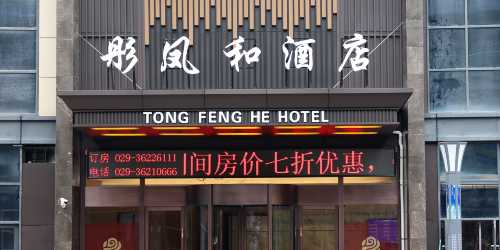 彤凤和酒店
TONG FENG HE HOTEL
订房 029-36226111
电话 029-36210666
间房价七折优惠，